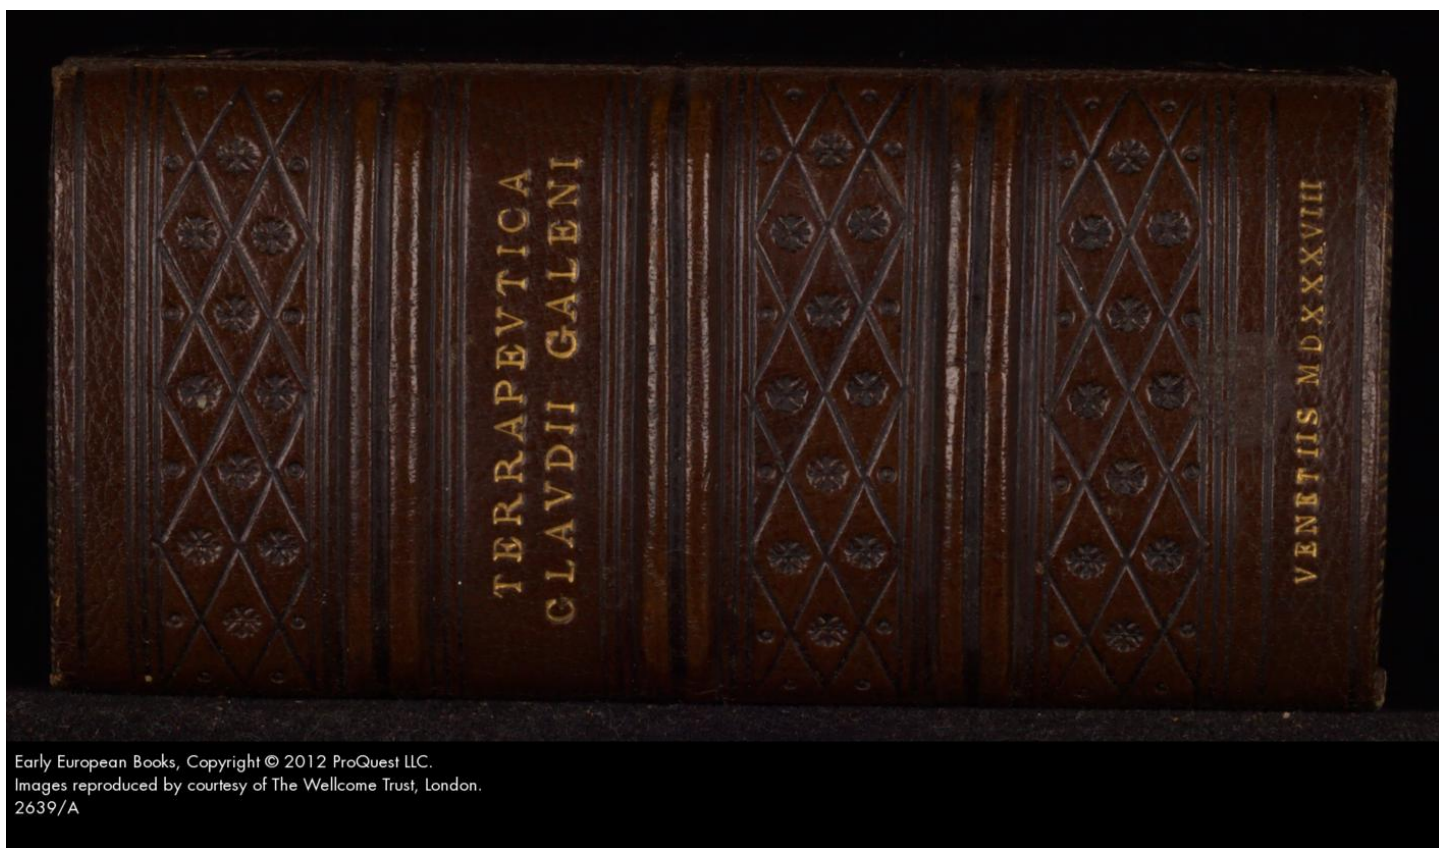 TERRAPEVTICA
CLAVDII GALENI
VENETIIS MDXXXVIII
Early European Books, Copyright © 2012 ProQuest LLC.
Images reproduced by courtesy of The Wellcome Trust, London.
2639/A